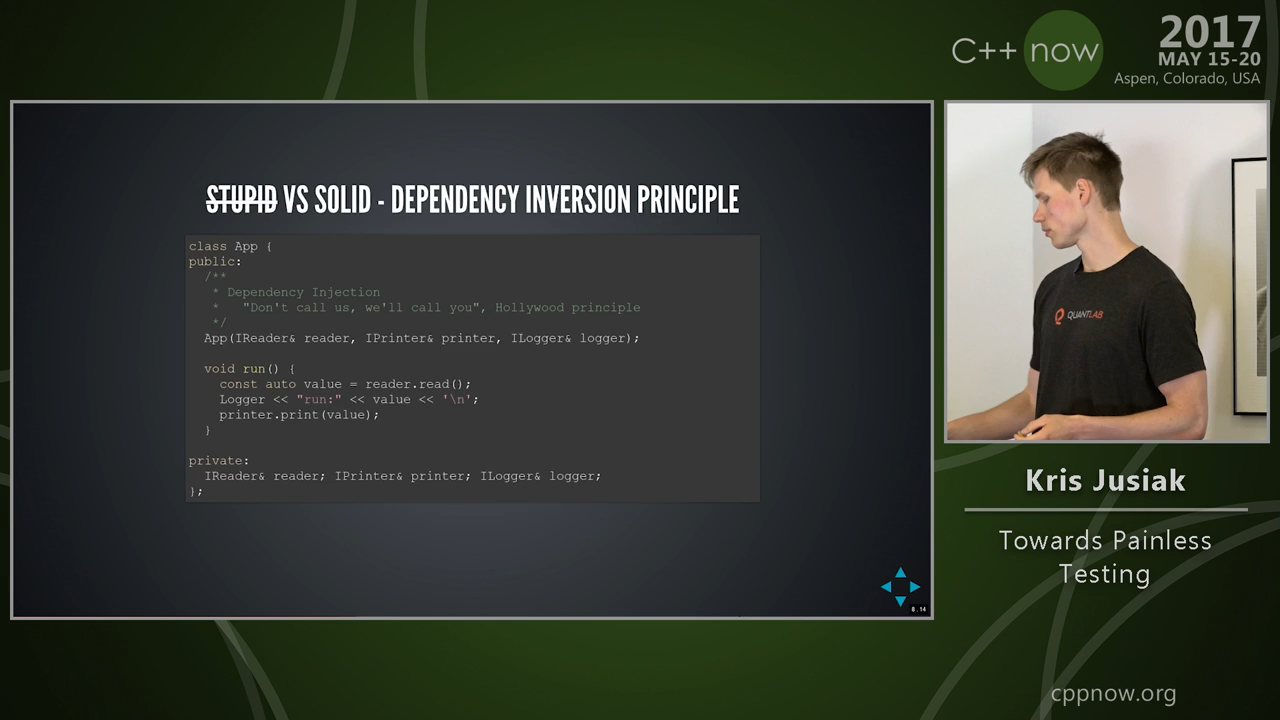 C++ now
2017
MAY 15-20
Aspen, Colorado, USA
STUPID VS SOLID - DEPENDENCY INVERSION PRINCIPLE
class App {
public:
/**
* Dependency Injection
* "Don't call us, we'll call you", Hollywood principle
*/
App(IReader& reader, IPrinter& printer, ILogger& logger);
void run() {
const auto value = reader.read();
Logger << "run:" << value << '\n';
printer.print(value);
}
private:
IReader& reader; IPrinter& printer; ILogger& logger;
};
8.14
QUANTLAB
Kris Jusiak
Towards Painless
Testing
cppnow.org